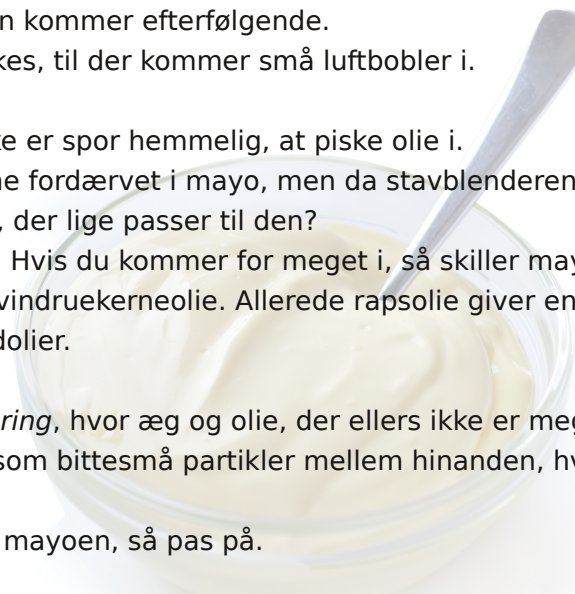 n kommer efterfølgende.
kes, til der kommer små luftbobler i.
e er spor hemmelig, at piske olie i.
ne fordærvet i mayo, men da stavblenderen
, der lige passer til den?
Hvis du kommer for meget i, så skiller may
vindruekerneolie. Allerede rapsolie giver en
dolier.
ring, hvor æg og olie, der ellers ikke er meg
som bittesmå partikler mellem hinanden, hv
mayoen, så pas på.